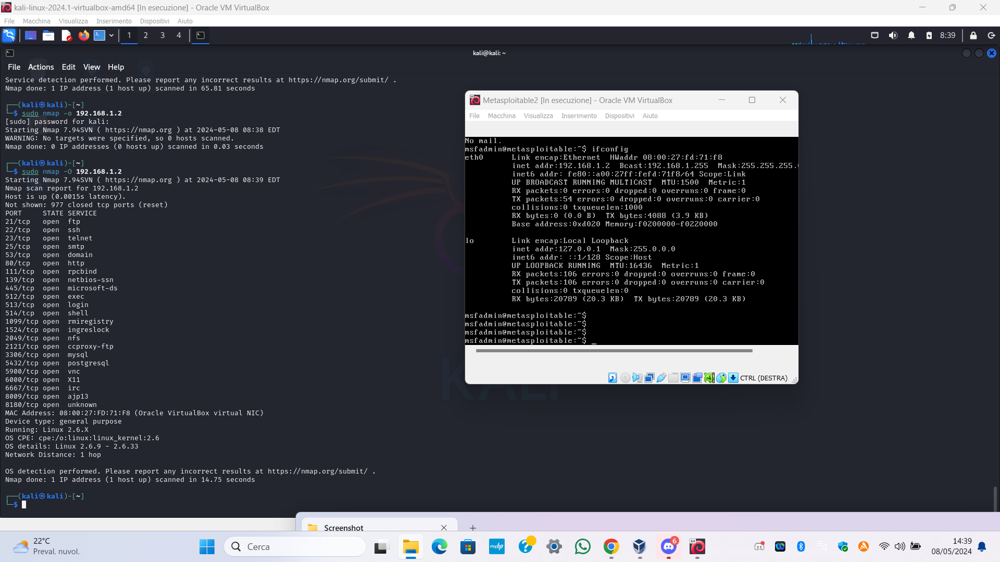 kali-linux-2024.1-virtualbox-amd64 [In esecuzione] - Oracle VM VirtualBox
File Macchina Visualizza Inserimento Dispositivi Aiuto
1 2 3 4 8:39
kali@kali: ~
File Actions Edit View Help
Service detection performed. Please report any incorrect results at https://nmap.org/submit/ .
Nmap done: 1 IP address (1 host up) scanned in 65.81 seconds
(kali㉿kali)-[~]
$ sudo nmap -o 192.168.1.2
[sudo] password for kali:
Starting Nmap 7.94SVN ( https://nmap.org ) at 2024-05-08 08:38 EDT
WARNING: No targets were specified, so 0 hosts scanned.
Nmap done: 0 IP addresses (0 hosts up) scanned in 0.03 seconds
(kali㉿kali)-[~]
$ sudo nmap -O 192.168.1.2
Starting Nmap 7.94SVN ( https://nmap.org ) at 2024-05-08 08:39 EDT
Nmap scan report for 192.168.1.2
Host is up (0.0015s latency).
Not shown: 977 closed tcp ports (reset)
PORT STATE SERVICE
21/tcp open ftp
22/tcp open ssh
23/tcp open telnet
25/tcp open smtp
53/tcp open domain
80/tcp open http
111/tcp open rpcbind
139/tcp open netbios-ssn
445/tcp open microsoft-ds
512/tcp open exec
513/tcp open login
514/tcp open shell
1099/tcp open rmiregistry
1524/tcp open ingreslock
2049/tcp open nfs
2121/tcp open ccproxy-ftp
3306/tcp open mysql
5432/tcp open postgresql
5900/tcp open vnc
6000/tcp open X11
6667/tcp open irc
8009/tcp open ajp13
8180/tcp open unknown
MAC Address: 08:00:27:FD:71:F8 (Oracle VirtualBox virtual NIC)
Device type: general purpose
Running: Linux 2.6.X
OS CPE: cpe:/o:linux:linux_kernel:2.6
OS details: Linux 2.6.9 - 2.6.33
Network Distance: 1 hop
OS detection performed. Please report any incorrect results at https://nmap.org/submit/ .
Nmap done: 1 IP address (1 host up) scanned in 14.75 seconds
(kali㉿kali)-[~]
$
Metasploitable2 [In esecuzione] - Oracle VM VirtualBox
File Macchina Visualizza Inserimento Dispositivi Aiuto
No mail.
msfadmin@metasploitable:~$ ifconfig
eth0 Link encap:Ethernet HWaddr 08:00:27:fd:71:f8
inet addr:192.168.1.2 Bcast:192.168.1.255 Mask:255.255.255.
inet6 addr: fe80::a00:27ff:fefd:71f8/64 Scope:Link
UP BROADCAST RUNNING MULTICAST MTU:1500 Metric:1
RX packets:0 errors:0 dropped:0 overruns:0 frame:0
TX packets:54 errors:0 dropped:0 overruns:0 carrier:0
collisions:0 txqueuelen:1000
RX bytes:0 (0.0 B) TX bytes:4088 (3.9 KB)
Base address:0xd020 Memory:f0200000-f0220000
lo Link encap:Local Loopback
inet addr:127.0.0.1 Mask:255.0.0.0
inet6 addr: ::1/128 Scope:Host
UP LOOPBACK RUNNING MTU:16436 Metric:1
RX packets:106 errors:0 dropped:0 overruns:0 frame:0
TX packets:106 errors:0 dropped:0 overruns:0 carrier:0
collisions:0 txqueuelen:0
RX bytes:20789 (20.3 KB) TX bytes:20789 (20.3 KB)
msfadmin@metasploitable:~$
msfadmin@metasploitable:~$
msfadmin@metasploitable:~$
msfadmin@metasploitable:~$ _
CTRL (DESTRA)
KALI
Screenshot
22°C
Preval. nuvol.
Cerca
myhp
6
64
14:39
08/05/2024